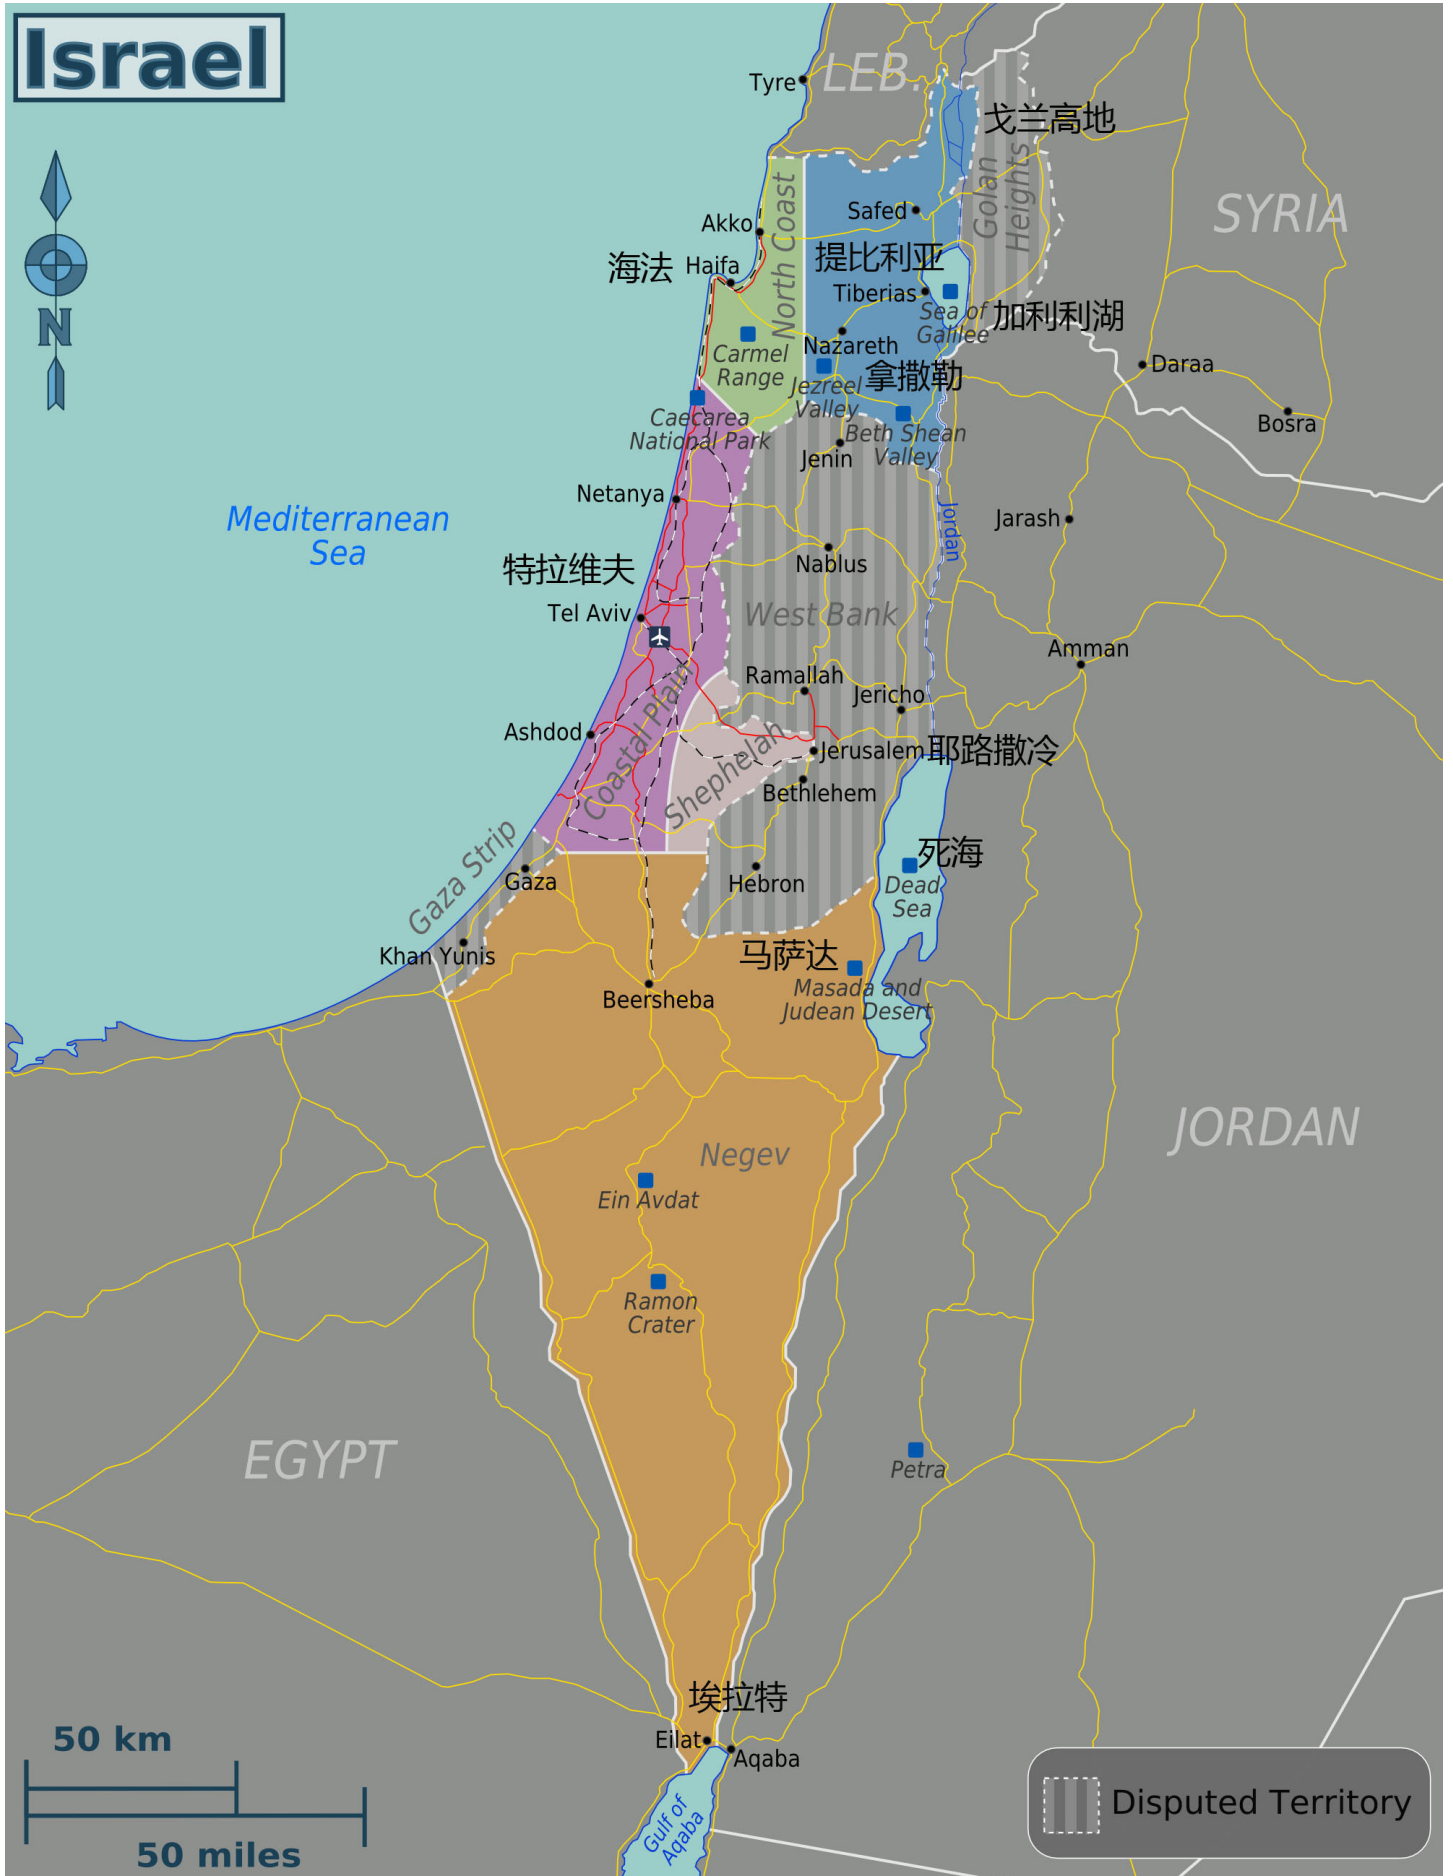 Israel
LEB.
Tyre
戈兰高地
Golan
Heights
SYRIA
North Coast
Safed
Akko
海法
Haifa
提比利亚
Tiberias
Sea of
Galilee
加利利湖
Nazareth
Carmel
Range
拿撒勒
Jezreel
Valley
Daraa
Bosra
Caecarea
National Park
Beth Shean
Valley
Jenin
N
Netanya
Mediterranean
Sea
Jordan
Jarash
Nablus
特拉维夫
Tel Aviv
West Bank
Amman
Ramallah
Jericho
Ashdod
Coastal Plain
Shephelah
Jerusalem
耶路撒冷
Bethlehem
死海
Dead
Sea
Gaza Strip
Gaza
Hebron
Khan Yunis
马萨达
Masada and
Judean Desert
Beersheba
JORDAN
Negev
Ein Avdat
Ramon
Crater
EGYPT
Petra
埃拉特
Eilat
Aqaba
Gulf of
Aqaba
50 km
50 miles
Disputed Territory